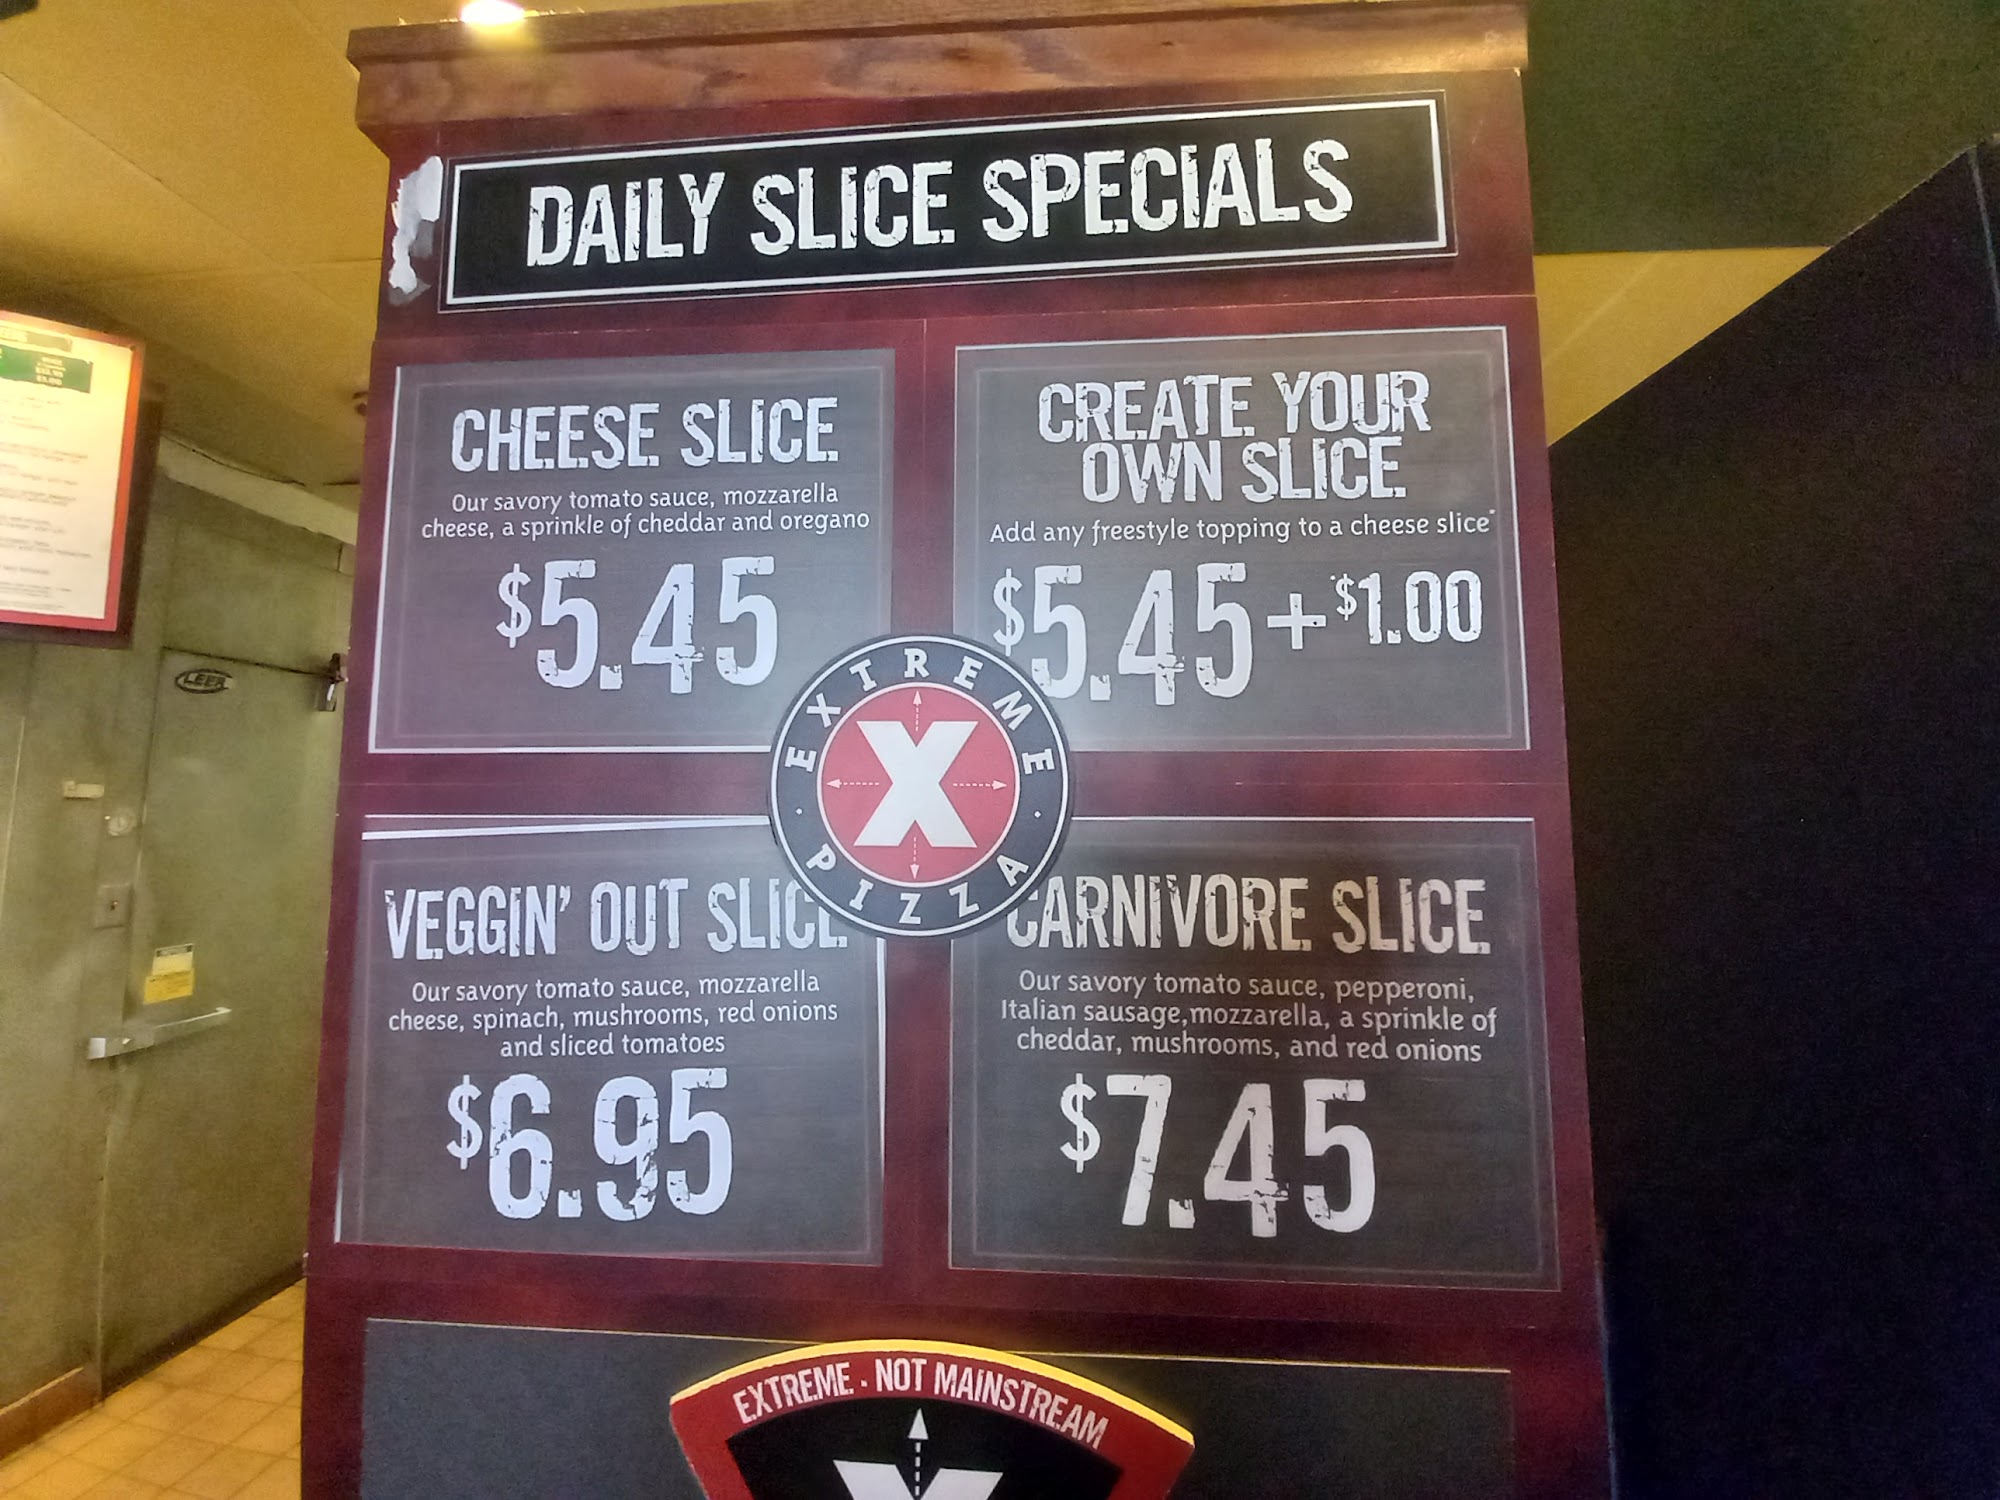 DAILY SLICE SPECIALS
CHEESE SLICE
Our savory tomato sauce, mozzarella
cheese, a sprinkle of cheddar and oregano
$5.45
CREATE YOUR
OWN SLICE
Add any freestyle topping to a cheese slice*
$5.45 + *$1.00
EXTREME
X
PIZZA
VEGGIN' OUT SLICE
Our savory tomato sauce, mozzarella
cheese, spinach, mushrooms, red onions
and sliced tomatoes
$6.95
CARNIVORE SLICE
Our savory tomato sauce, pepperoni,
Italian sausage, mozzarella, a sprinkle of
cheddar, mushrooms, and red onions
$7.45
EXTREME . NOT MAINSTREAM
X
LEER